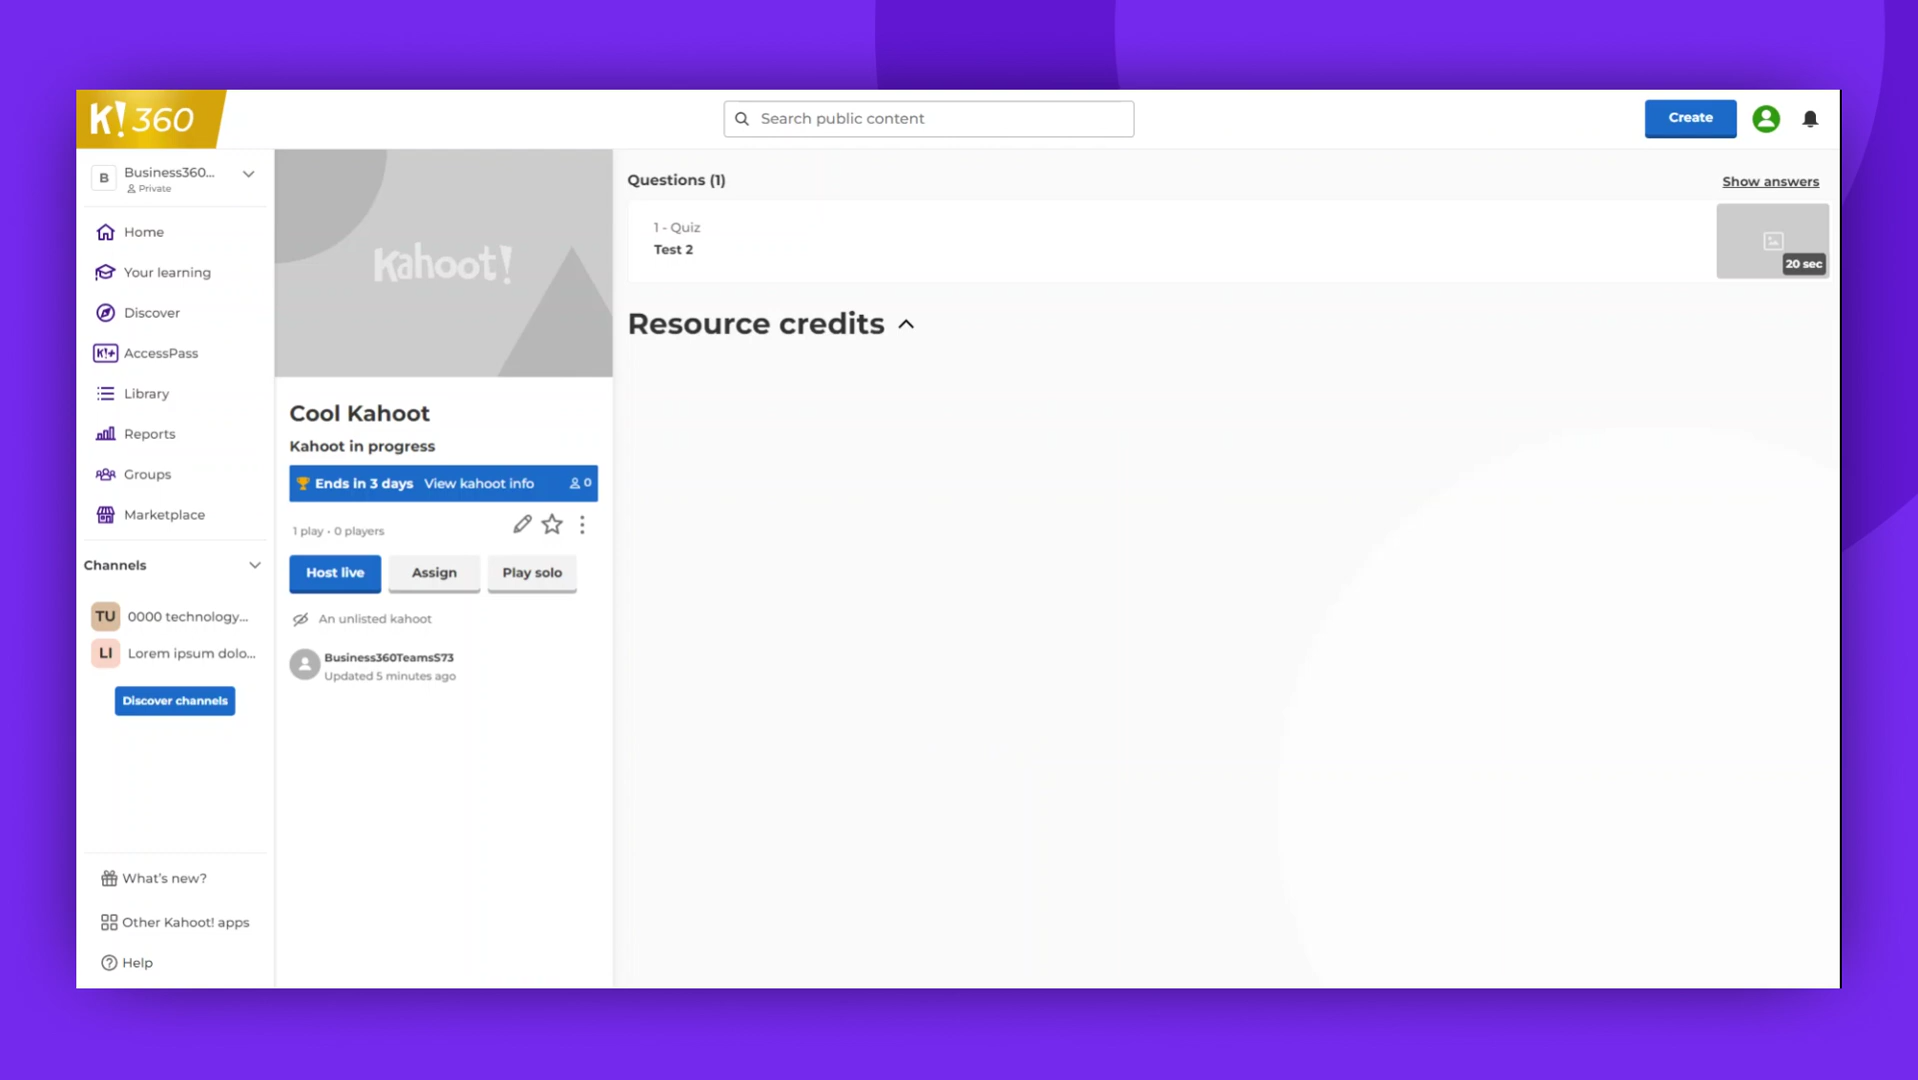 K! 360
Search public content
Create
B
Business360...
Private
Home
Your learning
Discover
K!+ AccessPass
Library
Reports
Groups
Marketplace
Channels
TU 0000 technology...
LI Lorem ipsum dolo...
Discover channels
What's new?
Other Kahoot! apps
Help
Kahoot!
Cool Kahoot
Kahoot in progress
Ends in 3 days View kahoot info 0
1 play • 0 players
Host live Assign Play solo
An unlisted kahoot
Business360TeamsS73
Updated 5 minutes ago
Questions (1)
Show answers
1 - Quiz
Test 2
20 sec
Resource credits